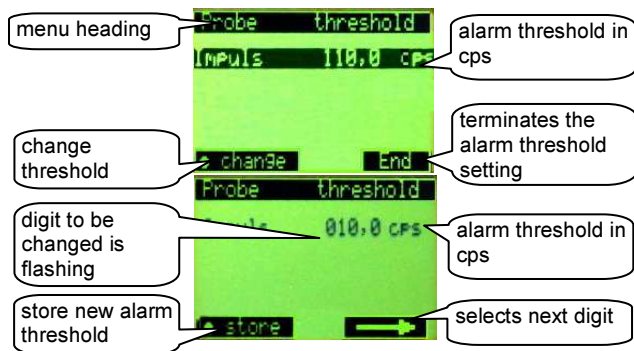 menu heading
Probe threshold
Impuls 110,0 cps
alarm threshold in
cps
change
threshold
change End
terminates the
alarm threshold
setting
Probe threshold
digit to be
changed is
flashing
010,0 cps
alarm threshold in
cps
store new alarm
threshold
store
selects next digit